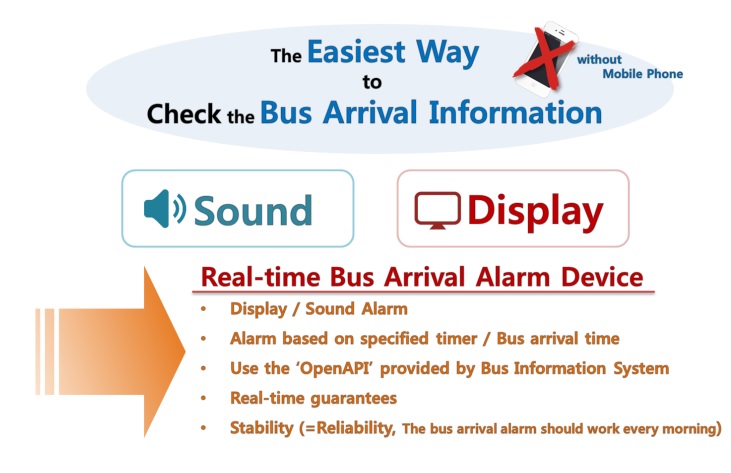 The Easiest Way
without
Mobile Phone
to
Check the Bus Arrival Information
Sound
Display
Real-time Bus Arrival Alarm Device
• Display / Sound Alarm
• Alarm based on specified timer / Bus arrival time
• Use the ‘OpenAPI’ provided by Bus Information System
• Real-time guarantees
• Stability (=Reliability, The bus arrival alarm should work every morning)